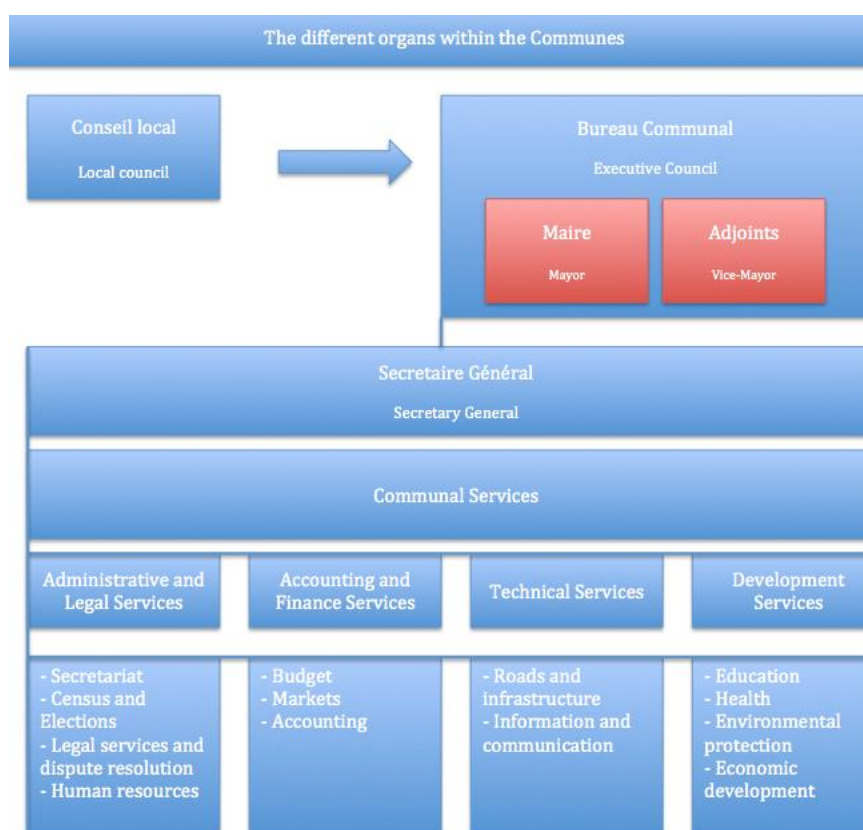 The different organs within the Communes
Conseil local
Local council
Bureau Communal
Executive Council
Maire
Mayor
Adjoints
Vice-Mayor
Secretaire Général
Secretary General
Communal Services
Administrative and
Legal Services
Accounting and
Finance Services
Technical Services
Development
Services
- Secretariat
- Census and
Elections
- Legal services and
dispute resolution
- Human resources
- Budget
- Markets
- Accounting
- Roads and
infrastructure
- Information and
communication
- Education
- Health
- Environmental
protection
- Economic
development